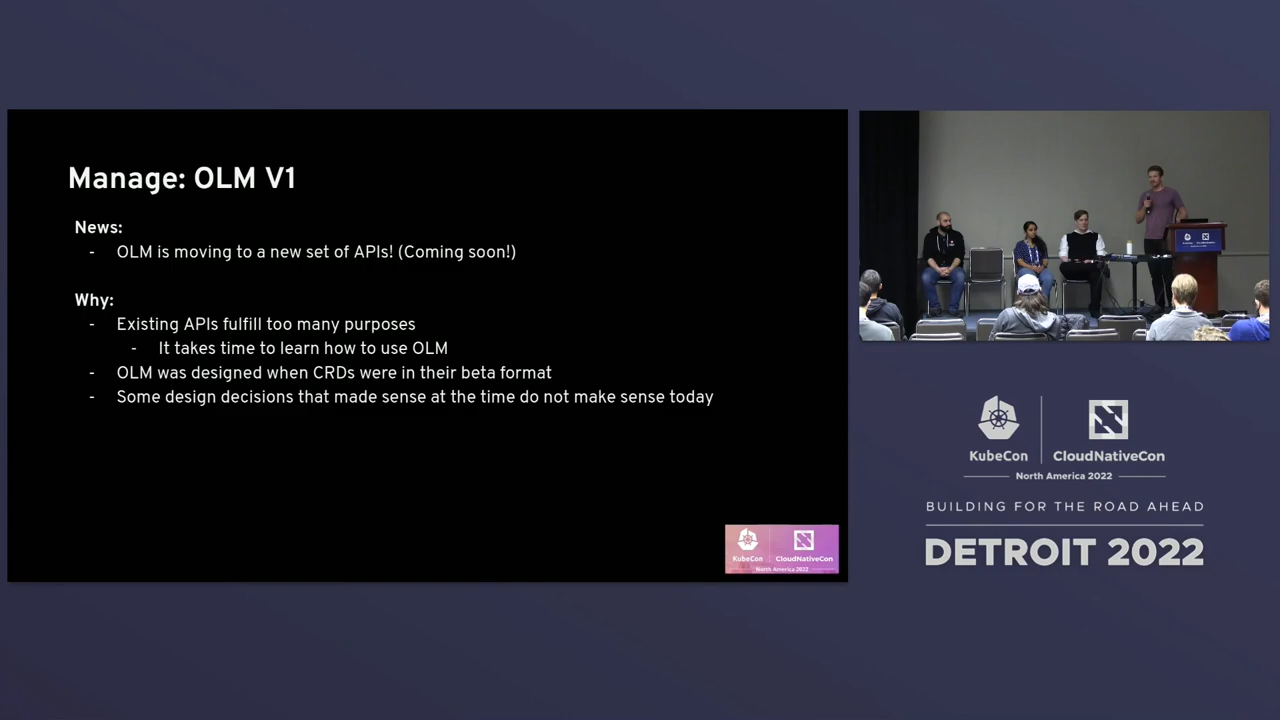 Manage: OLM V1
News:
- OLM is moving to a new set of APIs! (Coming soon!)
Why:
- Existing APIs fulfill too many purposes
- It takes time to learn how to use OLM
- OLM was designed when CRDs were in their beta format
- Some design decisions that made sense at the time do not make sense today
KubeCon CloudNativeCon
North America 2022
KubeCon CloudNativeCon
North America 2022
BUILDING FOR THE ROAD AHEAD
DETROIT 2022